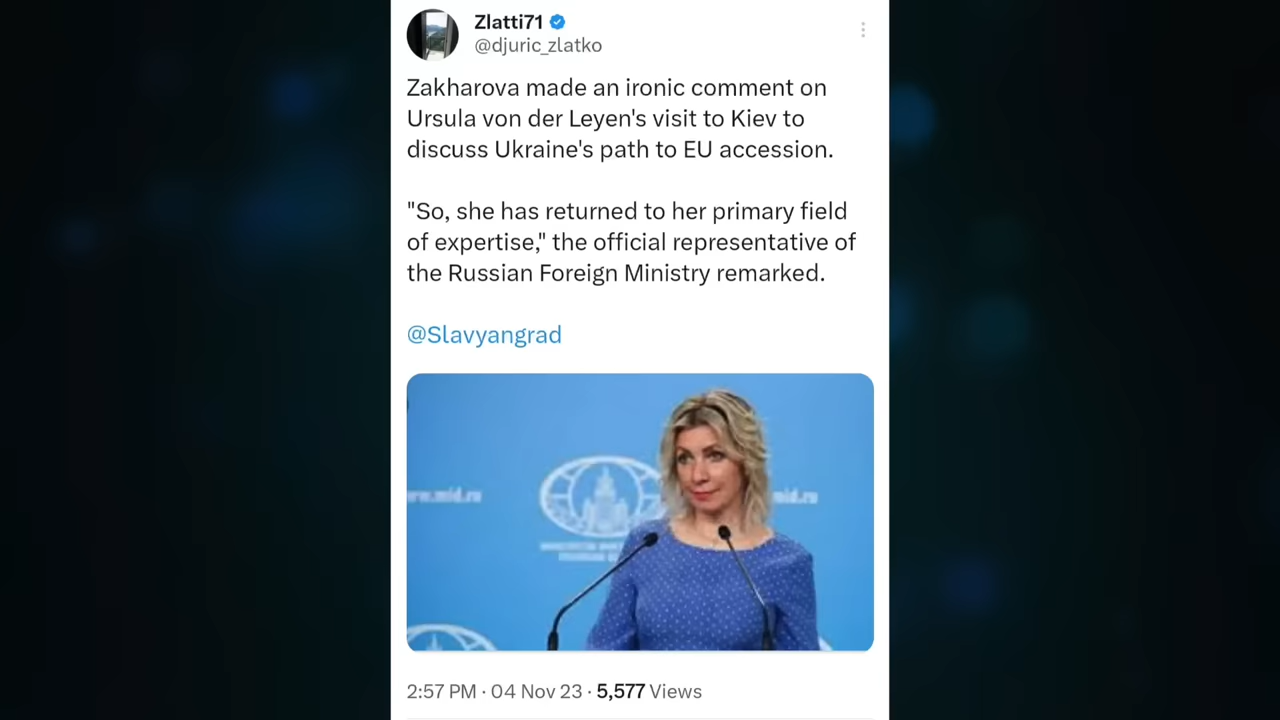 Zlatti71
@djuric_zlatko
Zakharova made an ironic comment on
Ursula von der Leyen's visit to Kiev to
discuss Ukraine's path to EU accession.
"So, she has returned to her primary field
of expertise," the official representative of
the Russian Foreign Ministry remarked.
@Slavyangrad
mid.ru
2:57 PM · 04 Nov 23 · 5,577 Views